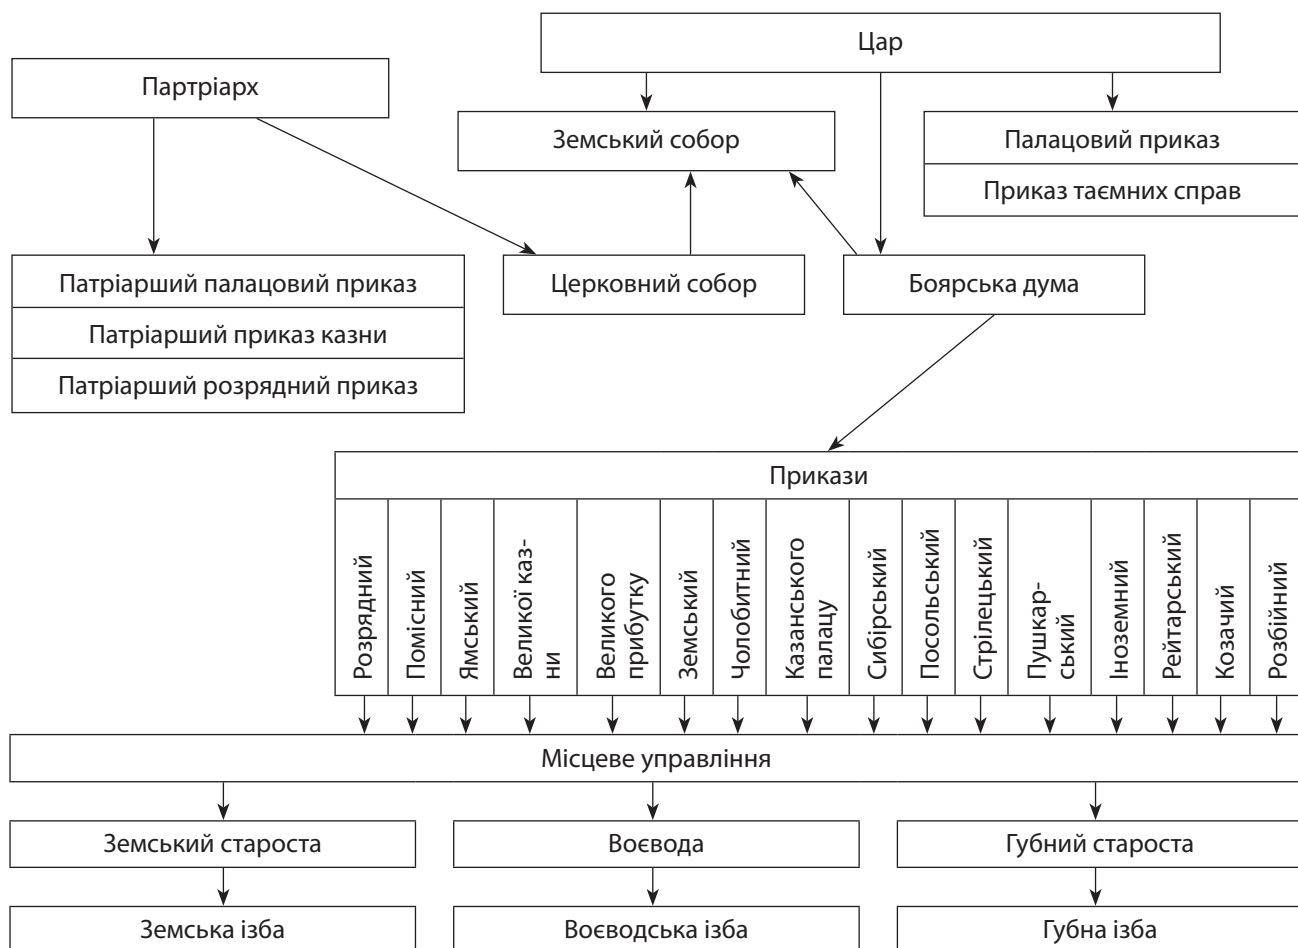 Цар
Партріарх
Земський собор
Палацовий приказ
Приказ таємних справ
Патріарший палацовий приказ
Патріарший приказ казни
Патріарший розрядний приказ
Церковний собор
Боярська дума
Прикази
Розрядний
Помісний
Ямський
Великої каз-
ни
Великого
прибутку
Земський
Чолобитний
Казанського
палацу
Сибірський
Посольський
Стрілецький
Пушкар-
ський
Іноземний
Рейтарський
Козачий
Розбійний
Місцеве управління
Земський староста
Воєвода
Губний староста
Земська ізба
Воєводська ізба
Губна ізба